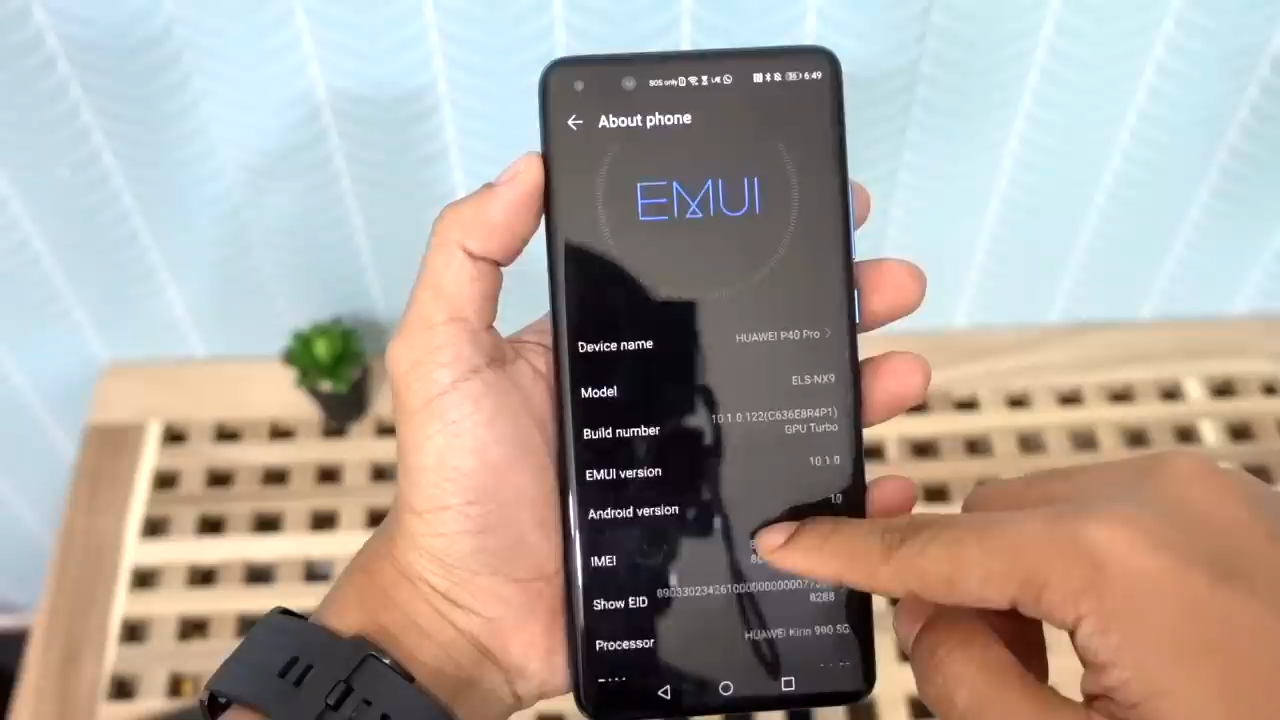 SOS only
36 6:49
About phone
EMUI
Device name HUAWEI P40 Pro
Model ELS-NX9
Build number 10.1.0.122(C636E8R4P1)
GPU Turbo
EMUI version 10.1.0
Android version 10
IMEI
Show EID
8288
Processor HUAWEI Kirin 990 5G